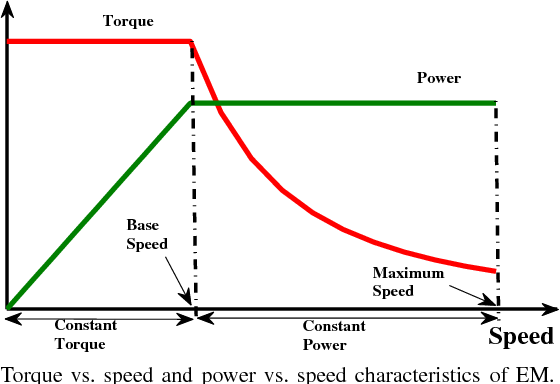 Torque
Power
Base
Speed
Maximum
Speed
Constant
Torque
Constant
Power
Speed
Torque vs. speed and power vs. speed characteristics of EM.